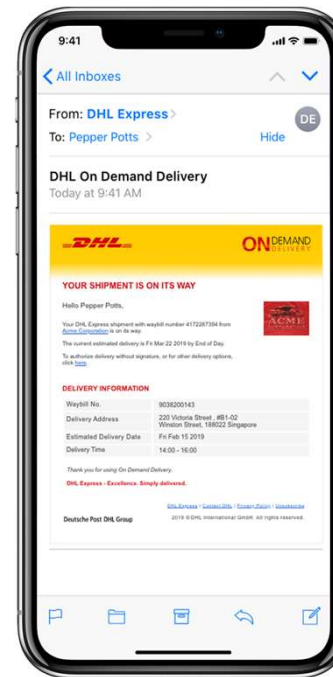 9:41
All Inboxes
From: DHL Express
DE
To: Pepper Potts
Hide
DHL On Demand Delivery
Today at 9:41 AM
DHL
ON DEMAND
DELIVERY
YOUR SHIPMENT IS ON ITS WAY
Hello Pepper Potts,
ACME
Your DHL Express shipment with waybill number 4172287394 from
Acme Corporation is on its way.
The current estimated delivery is Fri Mar 22 2019 by End of Day.
To authorize delivery without signature, or for other delivery options,
click here.
DELIVERY INFORMATION
Waybill No. 9038200143
Delivery Address 220 Victoria Street , #B1-02
Winston Street, 188022 Singapore
Estimated Delivery Date Fri Feb 15 2019
Delivery Time 14:00 - 16:00
Thank you for using On Demand Delivery.
DHL Express - Excellence. Simply delivered.
DHL Express | Contact DHL | Privacy Policy | Unsubscribe
Deutsche Post DHL Group
2019 © DHL International GmbH. All rights reserved.